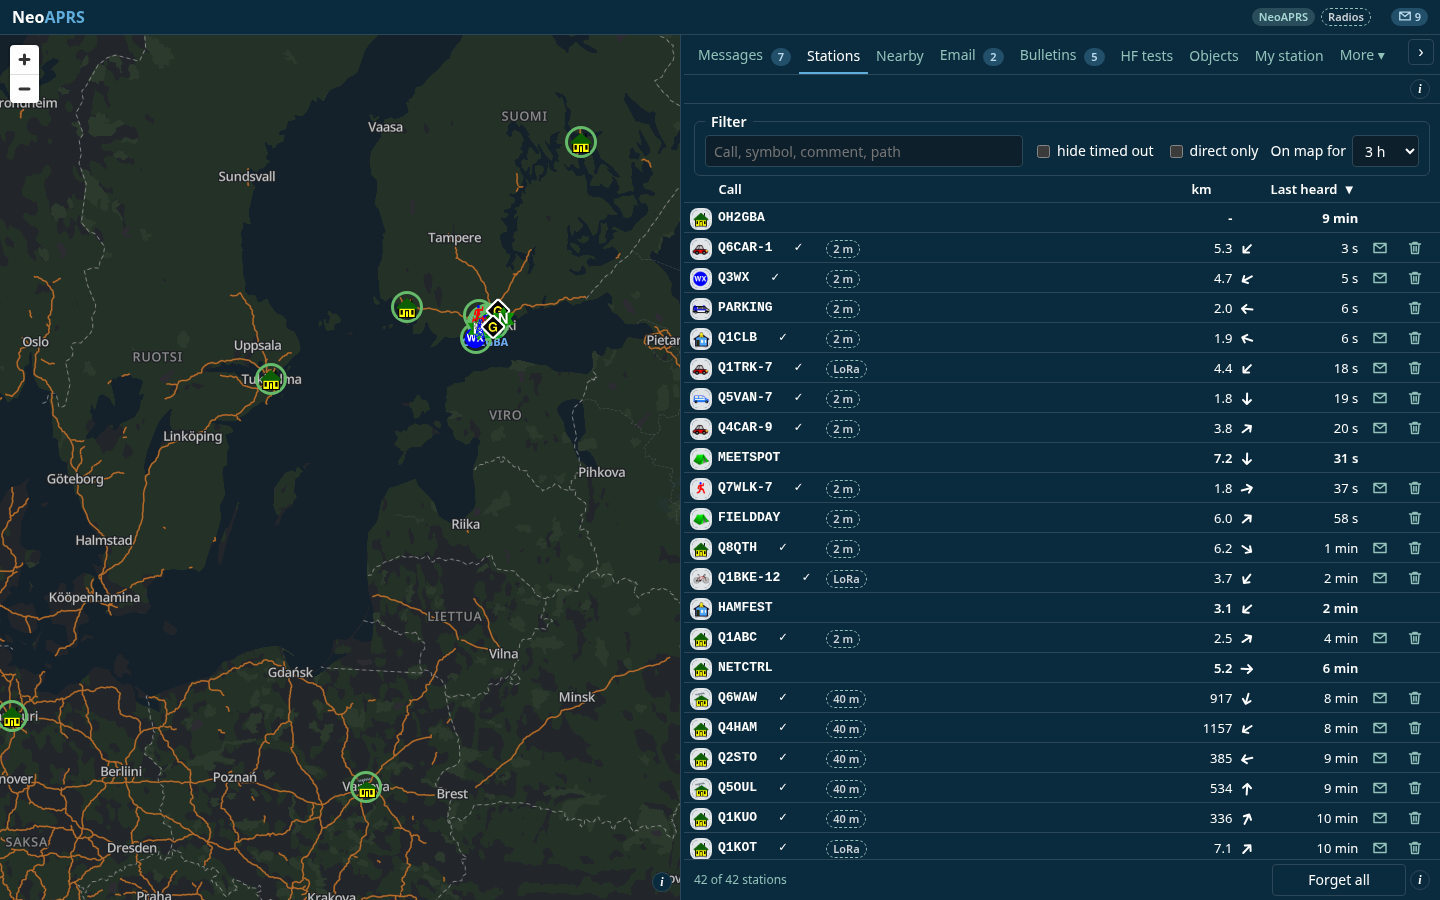 NeoAPRS
NeoAPRS Radios 9
Messages 7 Stations Nearby Email 2 Bulletins 5 HF tests Objects My station More ▾ ›
i
Filter
Call, symbol, comment, path
hide timed out direct only On map for 3 h
Call km Last heard ▼
OH2GBA - 9 min
Q6CAR-1 ✓ 2 m 5.3 3 s
Q3WX ✓ 2 m 4.7 5 s
PARKING 2 m 2.0 6 s
Q1CLB ✓ 2 m 1.9 6 s
Q1TRK-7 ✓ LoRa 4.4 18 s
Q5VAN-7 ✓ 2 m 1.8 19 s
Q4CAR-9 ✓ 2 m 3.8 20 s
MEETSPOT 7.2 31 s
Q7WLK-7 ✓ 2 m 1.8 37 s
FIELDDAY 2 m 6.0 58 s
Q8QTH ✓ 2 m 6.2 1 min
Q1BKE-12 ✓ LoRa 3.7 2 min
HAMFEST 3.1 2 min
Q1ABC ✓ 2 m 2.5 4 min
NETCTRL 5.2 6 min
Q6WAW ✓ 40 m 917 8 min
Q4HAM ✓ 40 m 1157 8 min
Q2STO ✓ 40 m 385 9 min
Q5OUL ✓ 40 m 534 9 min
Q1KUO ✓ 40 m 336 10 min
Q1KOT ✓ LoRa 7.1 10 min
42 of 42 stations Forget all i
+
−
SUOMI
Vaasa
Sundsvall
Tampere
WX
G
G
N
Oslo
RUOTSI
Uppsala
VIRO
Linköping
Pihkova
Göteborg
Riika
Halmstad
Kööpenhamina
LIETTUA
Vilna
Gdańsk
Minsk
Berliini
Poznań
Brest
SAKSA
Dresden
Praha
Krakova
i